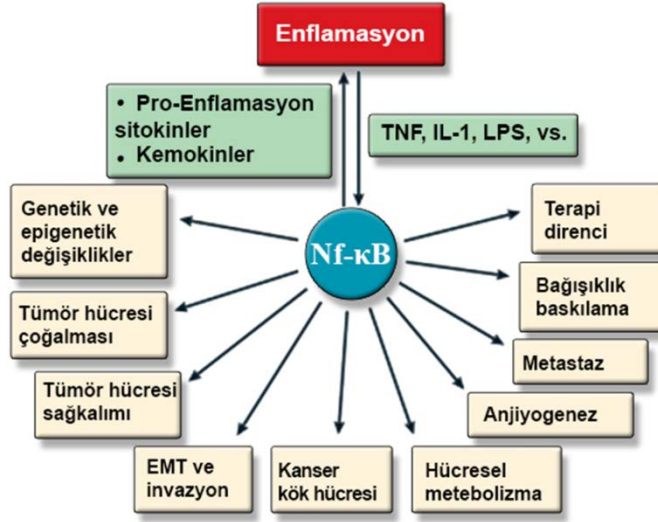 Enflamasyon
• Pro-Enflamasyon
sitokinler
• Kemokinler
TNF, IL-1, LPS, vs.
Nf-κB
Genetik ve
epigenetik
değişiklikler
Tümör hücresi
çoğalması
Tümör hücresi
sağkalımı
EMT ve
invazyon
Kanser
kök hücresi
Hücresel
metebolizma
Anjiyogenez
Metastaz
Bağışıklık
baskılama
Terapi
direnci